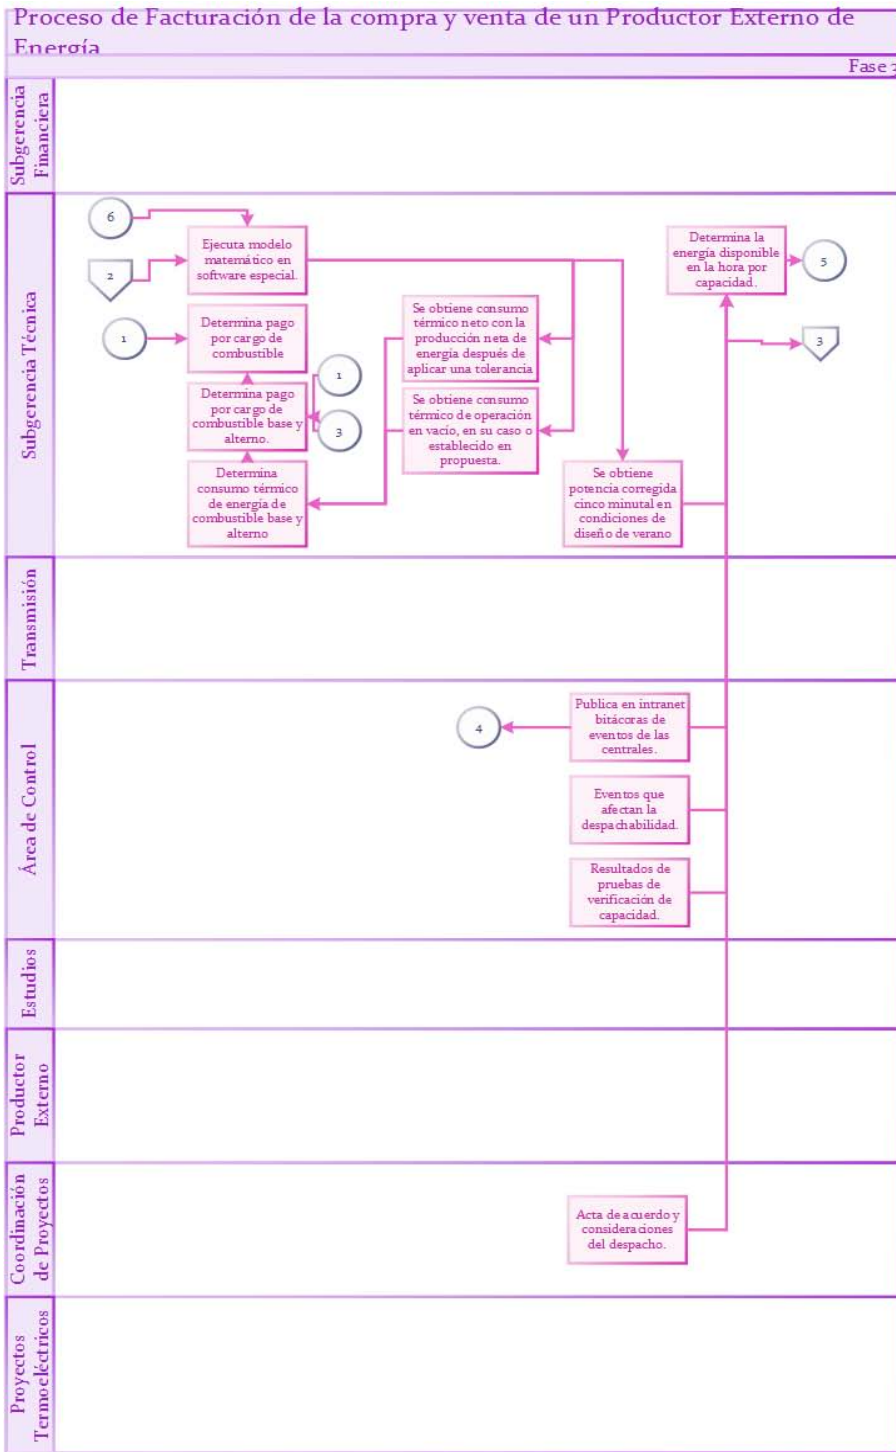 Proceso de Facturación de la compra y venta de un Productor Externo de
Energía
Fase 2
Subgerencia
Financiera
Subgerencia Técnica
6
2
1
Ejecuta modelo
matemático en
software especial.
Determina pago
por cargo de
combustible
Determina pago
por cargo de
combustible base y
alterno.
1
3
Determina
consumo térmico
de energía de
combustible base y
alterno
Se obtiene consumo
térmico neto con la
producción neta de
energía después de
aplicar una tolerancia
Se obtiene consumo
térmico de operación
en vacío, en su caso o
establecido en
propuesta.
Se obtiene
potencia corregida
cinco minutal en
condiciones de
diseño de verano
Determina la
energía disponible
en la hora por
capacidad.
5
3
Transmisión
Área de Control
4
Publica en intranet
bitácoras de
eventos de las
centrales.
Eventos que
afectan la
despachabilidad.
Resultados de
pruebas de
verificación de
capacidad.
Estudios
Productor
Externo
Coordinación
de Proyectos
Acta de acuerdo y
consideraciones
del despacho.
Proyectos
Termoeléctricos